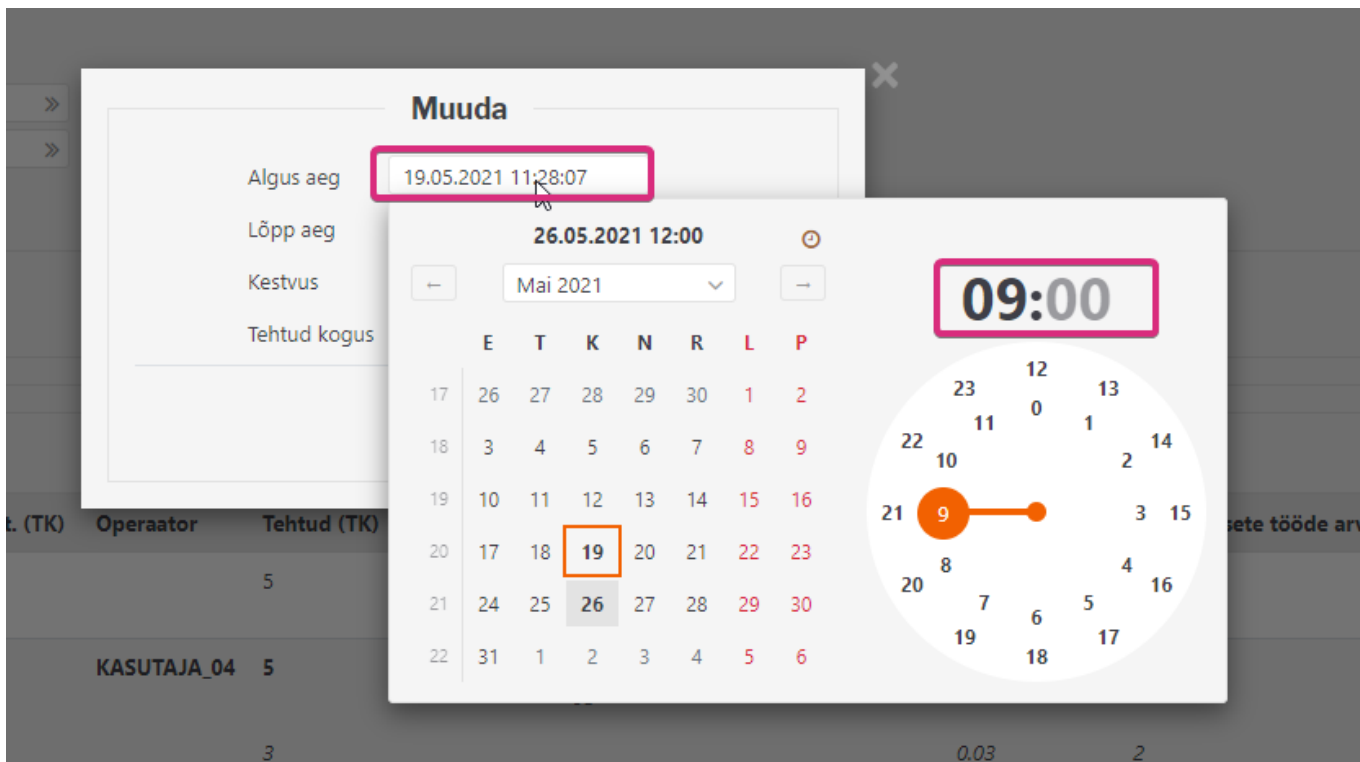 Muuda
Algus aeg 19.05.2021 11:28:07
Lõpp aeg
Kestvus
Tehtud kogus
26.05.2021 12:00
← Mai 2021 →
E T K N R L P
17 26 27 28 29 30 1 2
18 3 4 5 6 7 8 9
19 10 11 12 13 14 15 16
20 17 18 19 20 21 22 23
21 24 25 26 27 28 29 30
22 31 1 2 3 4 5 6
09:00
12
23 13
0
11 1
22 14
10 2
21 9 3 15
8 4
20 16
7 5
6
19 17
18
t. (TK) Operaator Tehtud (TK) sete tööde arv
5
KASUTAJA_04 5
3 0.03 2